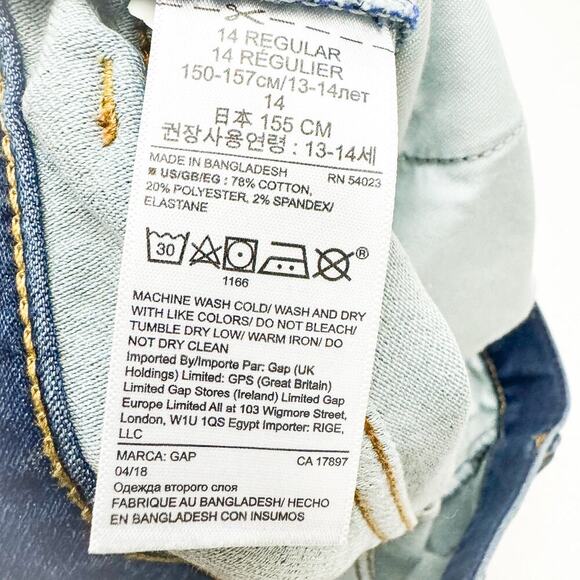 14 REGULAR
14 RÉGULIER
150-157см/13-14лет
14
日本 155 CM
권장사용연령 : 13-14세
MADE IN BANGLADESH RN 54023
US/GB/EG : 78% COTTON,
20% POLYESTER, 2% SPANDEX/
ELASTANE
30 ®
1166
MACHINE WASH COLD/ WASH AND DRY
WITH LIKE COLORS/ DO NOT BLEACH/
TUMBLE DRY LOW/ WARM IRON/ DO
NOT DRY CLEAN
Imported By/Importe Par: Gap (UK
Holdings) Limited: GPS (Great Britain)
Limited Gap Stores (Ireland) Limited Gap
Europe Limited All at 103 Wigmore Street,
London, W1U 1QS Egypt Importer: RIGE,
LLC
MARCA: GAP CA 17897
04/18
Одежда второго слоя
FABRIQUE AU BANGLADESH/ HECHO
EN BANGLADESH CON INSUMOS